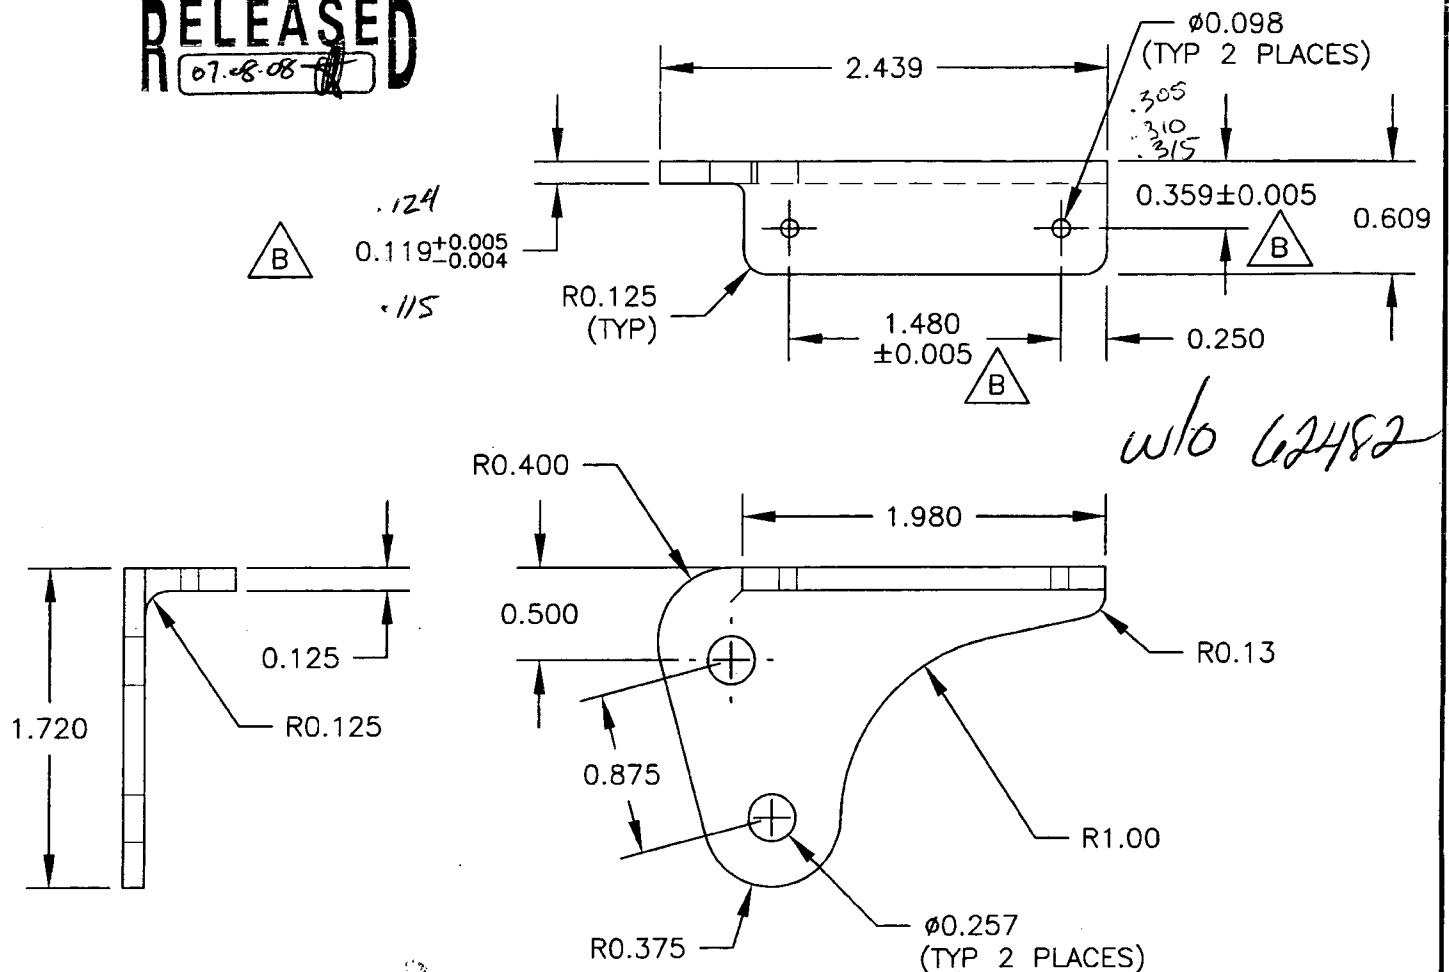 RELEASED
07.08.08
2.439
ø0.098
(TYP 2 PLACES)
.305
.310
.315
0.359±0.005
0.609
B
.124
0.119+0.005
-0.004
.115
B
R0.125
(TYP)
1.480
±0.005
B
0.250
w/o 62482
R0.400
1.980
0.500
0.125
R0.13
1.720
R0.125
0.875
R1.00
ø0.257
(TYP 2 PLACES)
R0.375